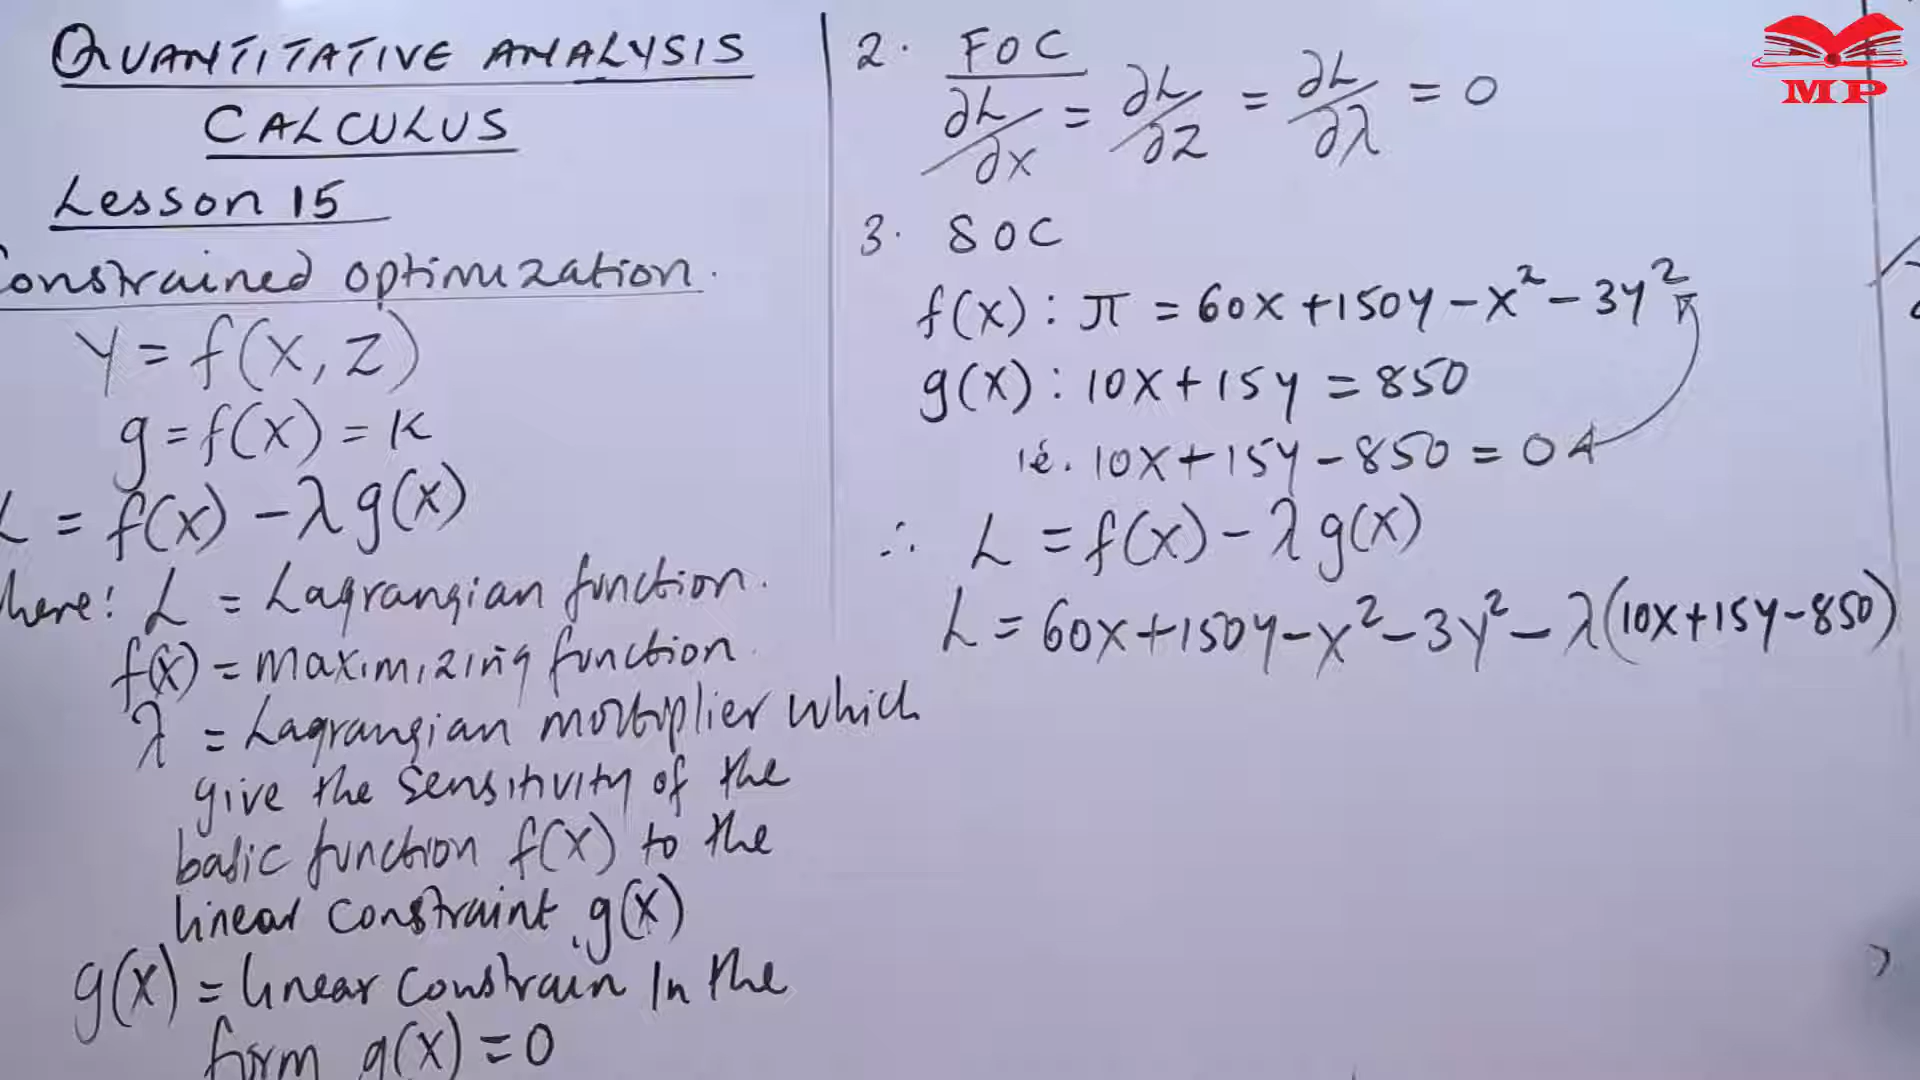 QUANTITATIVE ANALYSIS
CALCULUS
Lesson 15
onstrained optimization.
Y = f(X, Z)
g = f(X) = K
L = f(X) - λ g(X)
here: L = Lagrangian function.
f(X) = maximizing function.
λ = Lagrangian multiplier which
give the sensitivity of the
basic function f(X) to the
linear constraint g(X)
g(X) = linear constrain in the
form g(X) = 0
2. FOC
∂L/∂X = ∂L/∂Z = ∂L/∂λ = 0
3. SOC
f(X) : π = 60X + 150Y - X² - 3Y²
g(X) : 10X + 15Y = 850
ie. 10X + 15Y - 850 = 0
∴ L = f(X) - λ g(X)
L = 60X + 150Y - X² - 3Y² - λ(10X + 15Y - 850)
MP